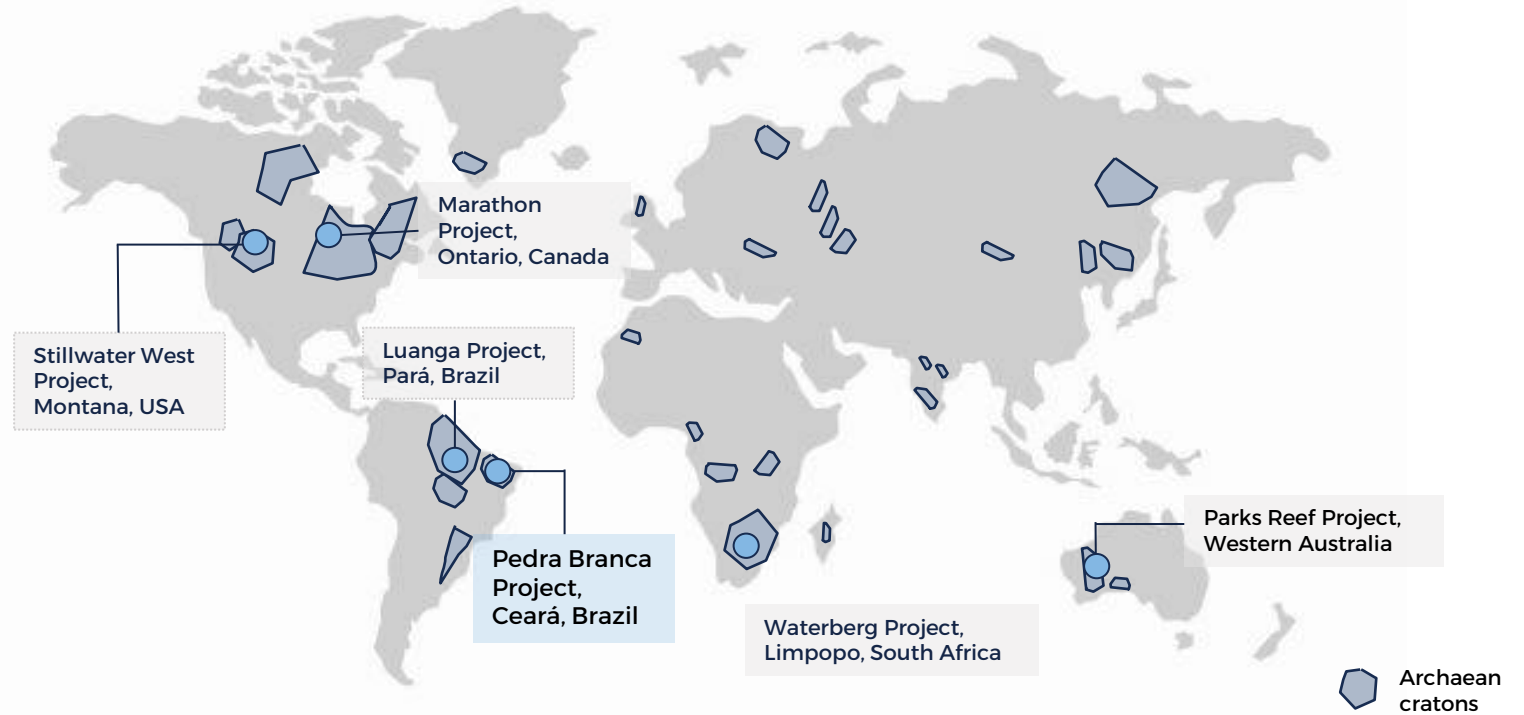 Marathon
Project,
Ontario, Canada
Stillwater West
Project,
Montana, USA
Luanga Project,
Pará, Brazil
Pedra Branca
Project,
Ceará, Brazil
Parks Reef Project,
Western Australia
Waterberg Project,
Limpopo, South Africa
Archaean
cratons